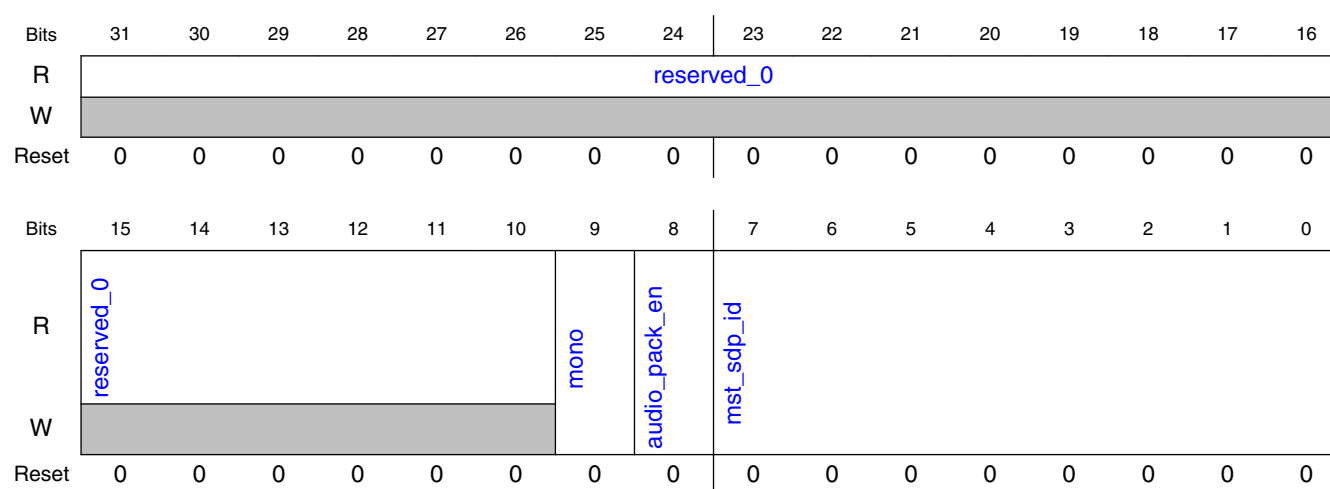 Bits 31 30 29 28 27 26 25 24 23 22 21 20 19 18 17 16
R reserved_0
W
Reset 0 0 0 0 0 0 0 0 0 0 0 0 0 0 0 0
Bits 15 14 13 12 11 10 9 8 7 6 5 4 3 2 1 0
R reserved_0 mono audio_pack_en mst_sdp_id
W
Reset 0 0 0 0 0 0 0 0 0 0 0 0 0 0 0 0